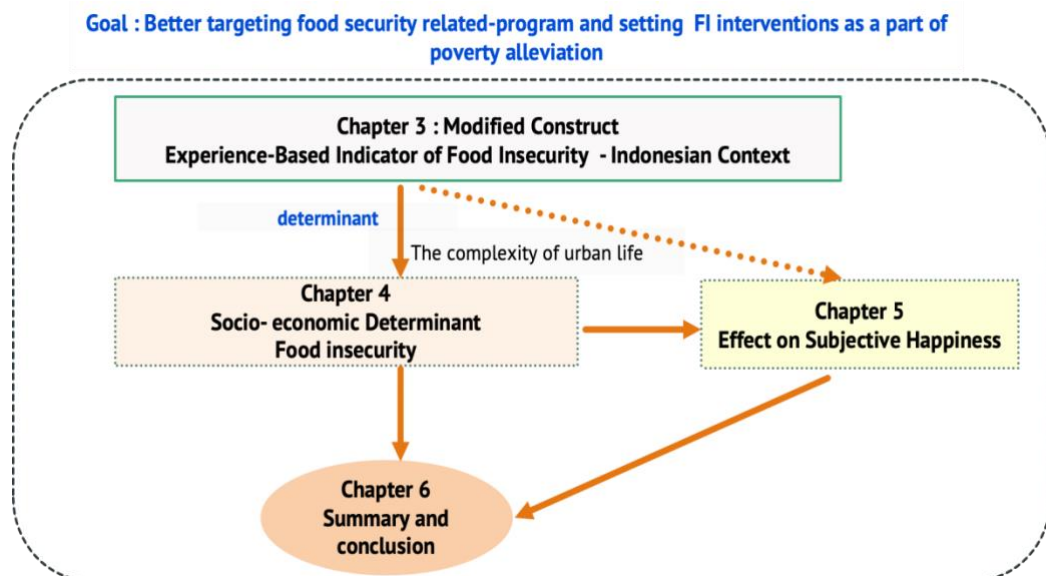 Goal : Better targeting food security related-program and setting FI interventions as a part of
poverty alleviation
Chapter 3 : Modified Construct
Experience-Based Indicator of Food Insecurity - Indonesian Context
determinant
The complexity of urban life
Chapter 4
Socio- economic Determinant
Food insecurity
Chapter 5
Effect on Subjective Happiness
Chapter 6
Summary and
conclusion